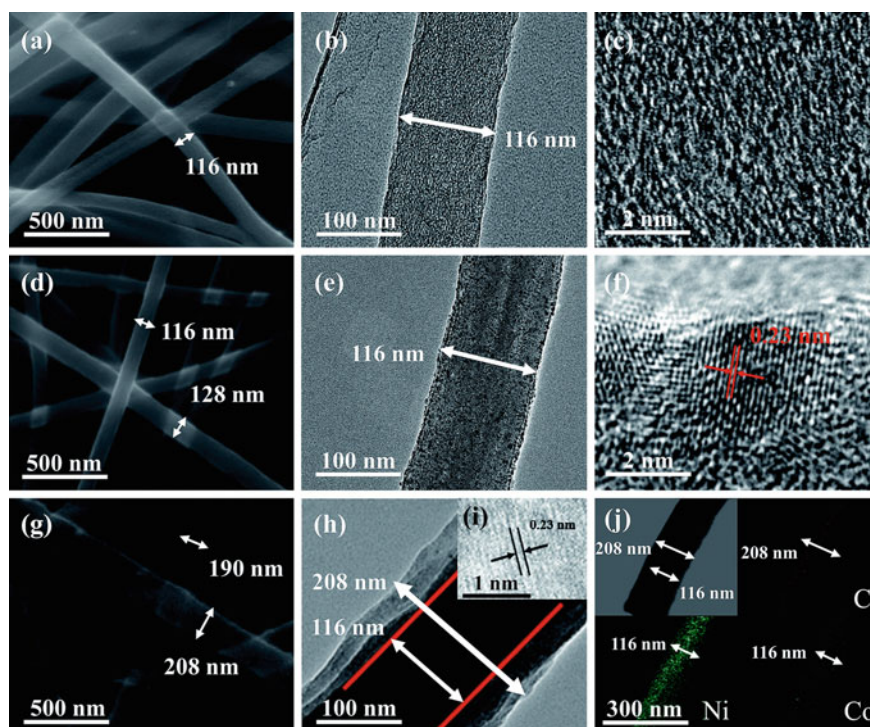 (a)
116 nm
500 nm
(b)
116 nm
100 nm
(c)
2 nm
(d)
116 nm
128 nm
500 nm
(e)
116 nm
100 nm
(f)
0.23 nm
2 nm
(g)
190 nm
208 nm
500 nm
(h)
208 nm
116 nm
100 nm
(i)
0.23 nm
1 nm
(j)
208 nm
116 nm
208 nm
C
116 nm
300 nm
Ni
116 nm
Co